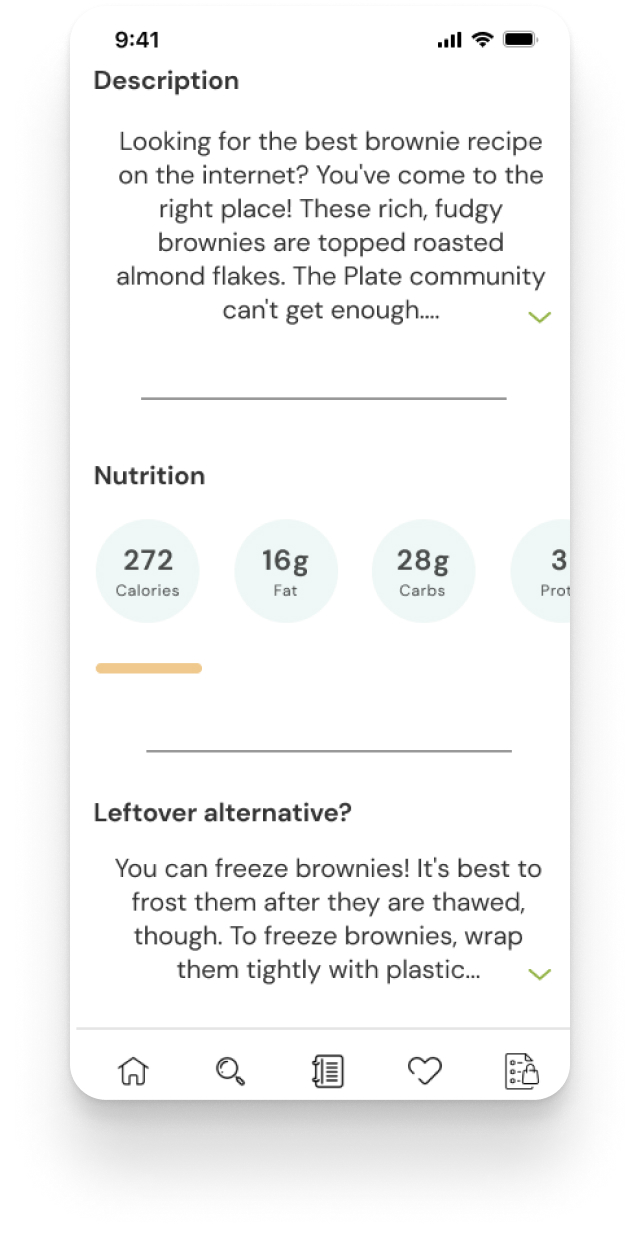 9:41
Description
Looking for the best brownie recipe
on the internet? You've come to the
right place! These rich, fudgy
brownies are topped roasted
almond flakes. The Plate community
can't get enough....
Nutrition
272 16g 28g 3
Calories Fat Carbs Prot
Leftover alternative?
You can freeze brownies! It's best to
frost them after they are thawed,
though. To freeze brownies, wrap
them tightly with plastic...